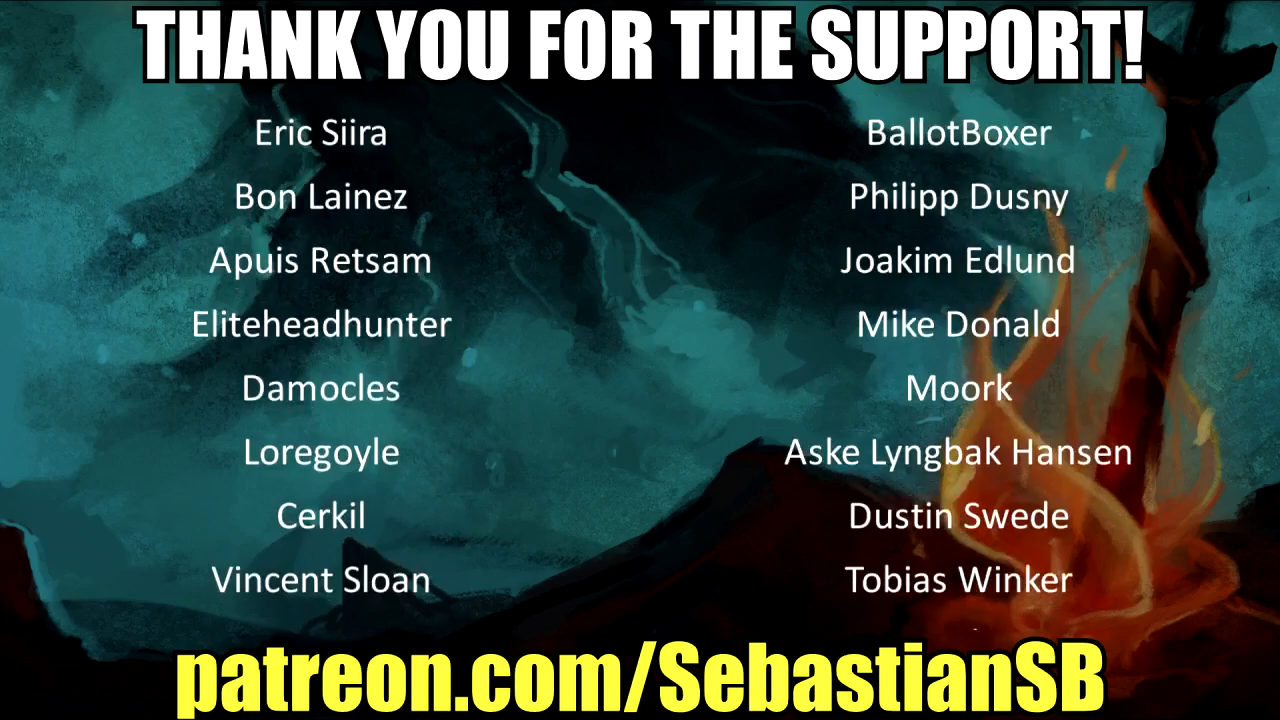 THANK YOU FOR THE SUPPORT!
Eric Siira
Bon Lainez
Apuis Retsam
Eliteheadhunter
Damocles
Loregoyle
Cerkil
Vincent Sloan
BallotBoxer
Philipp Dusny
Joakim Edlund
Mike Donald
Moork
Aske Lyngbak Hansen
Dustin Swede
Tobias Winker
patreon.com/SebastianSB